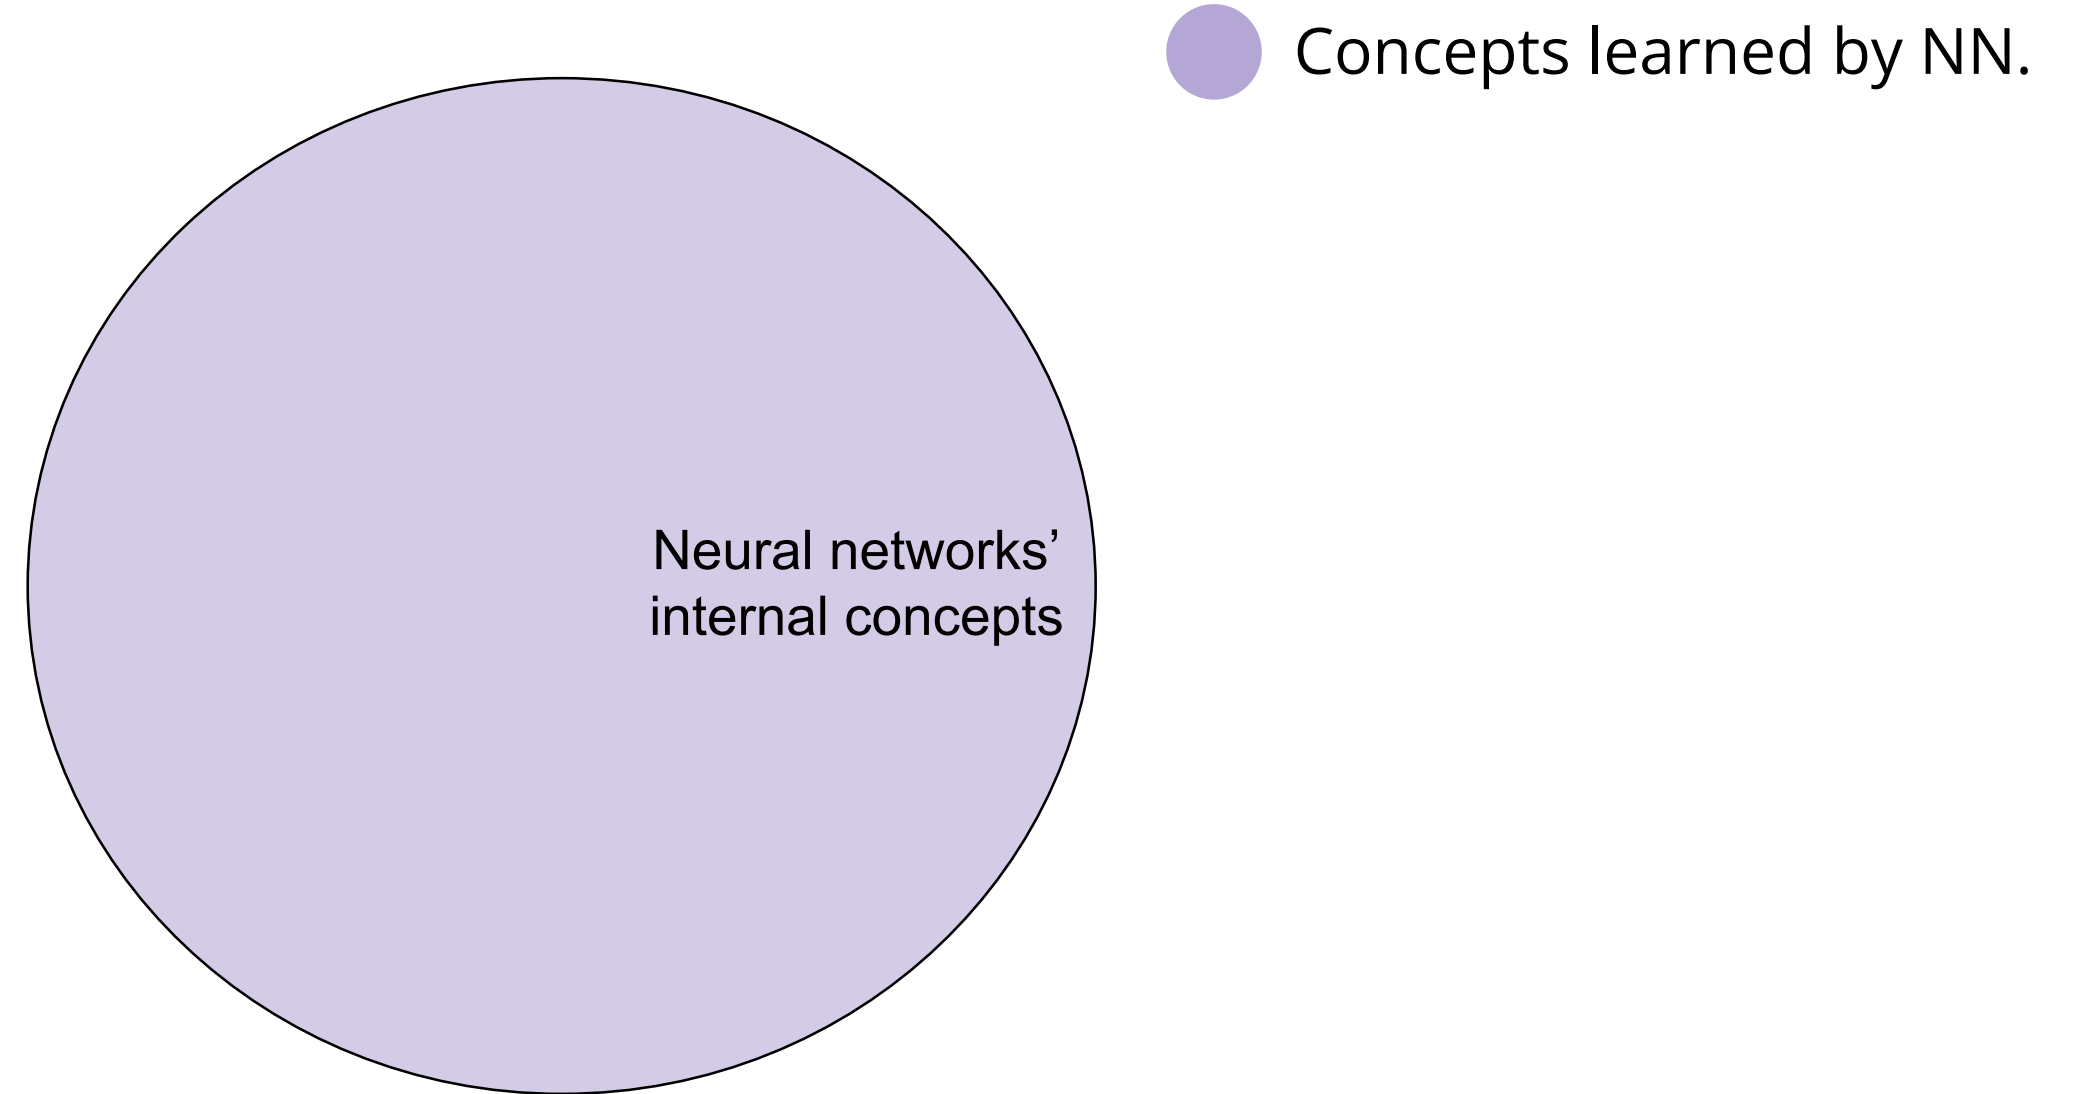 Concepts learned by NN.
Neural networks’
internal concepts